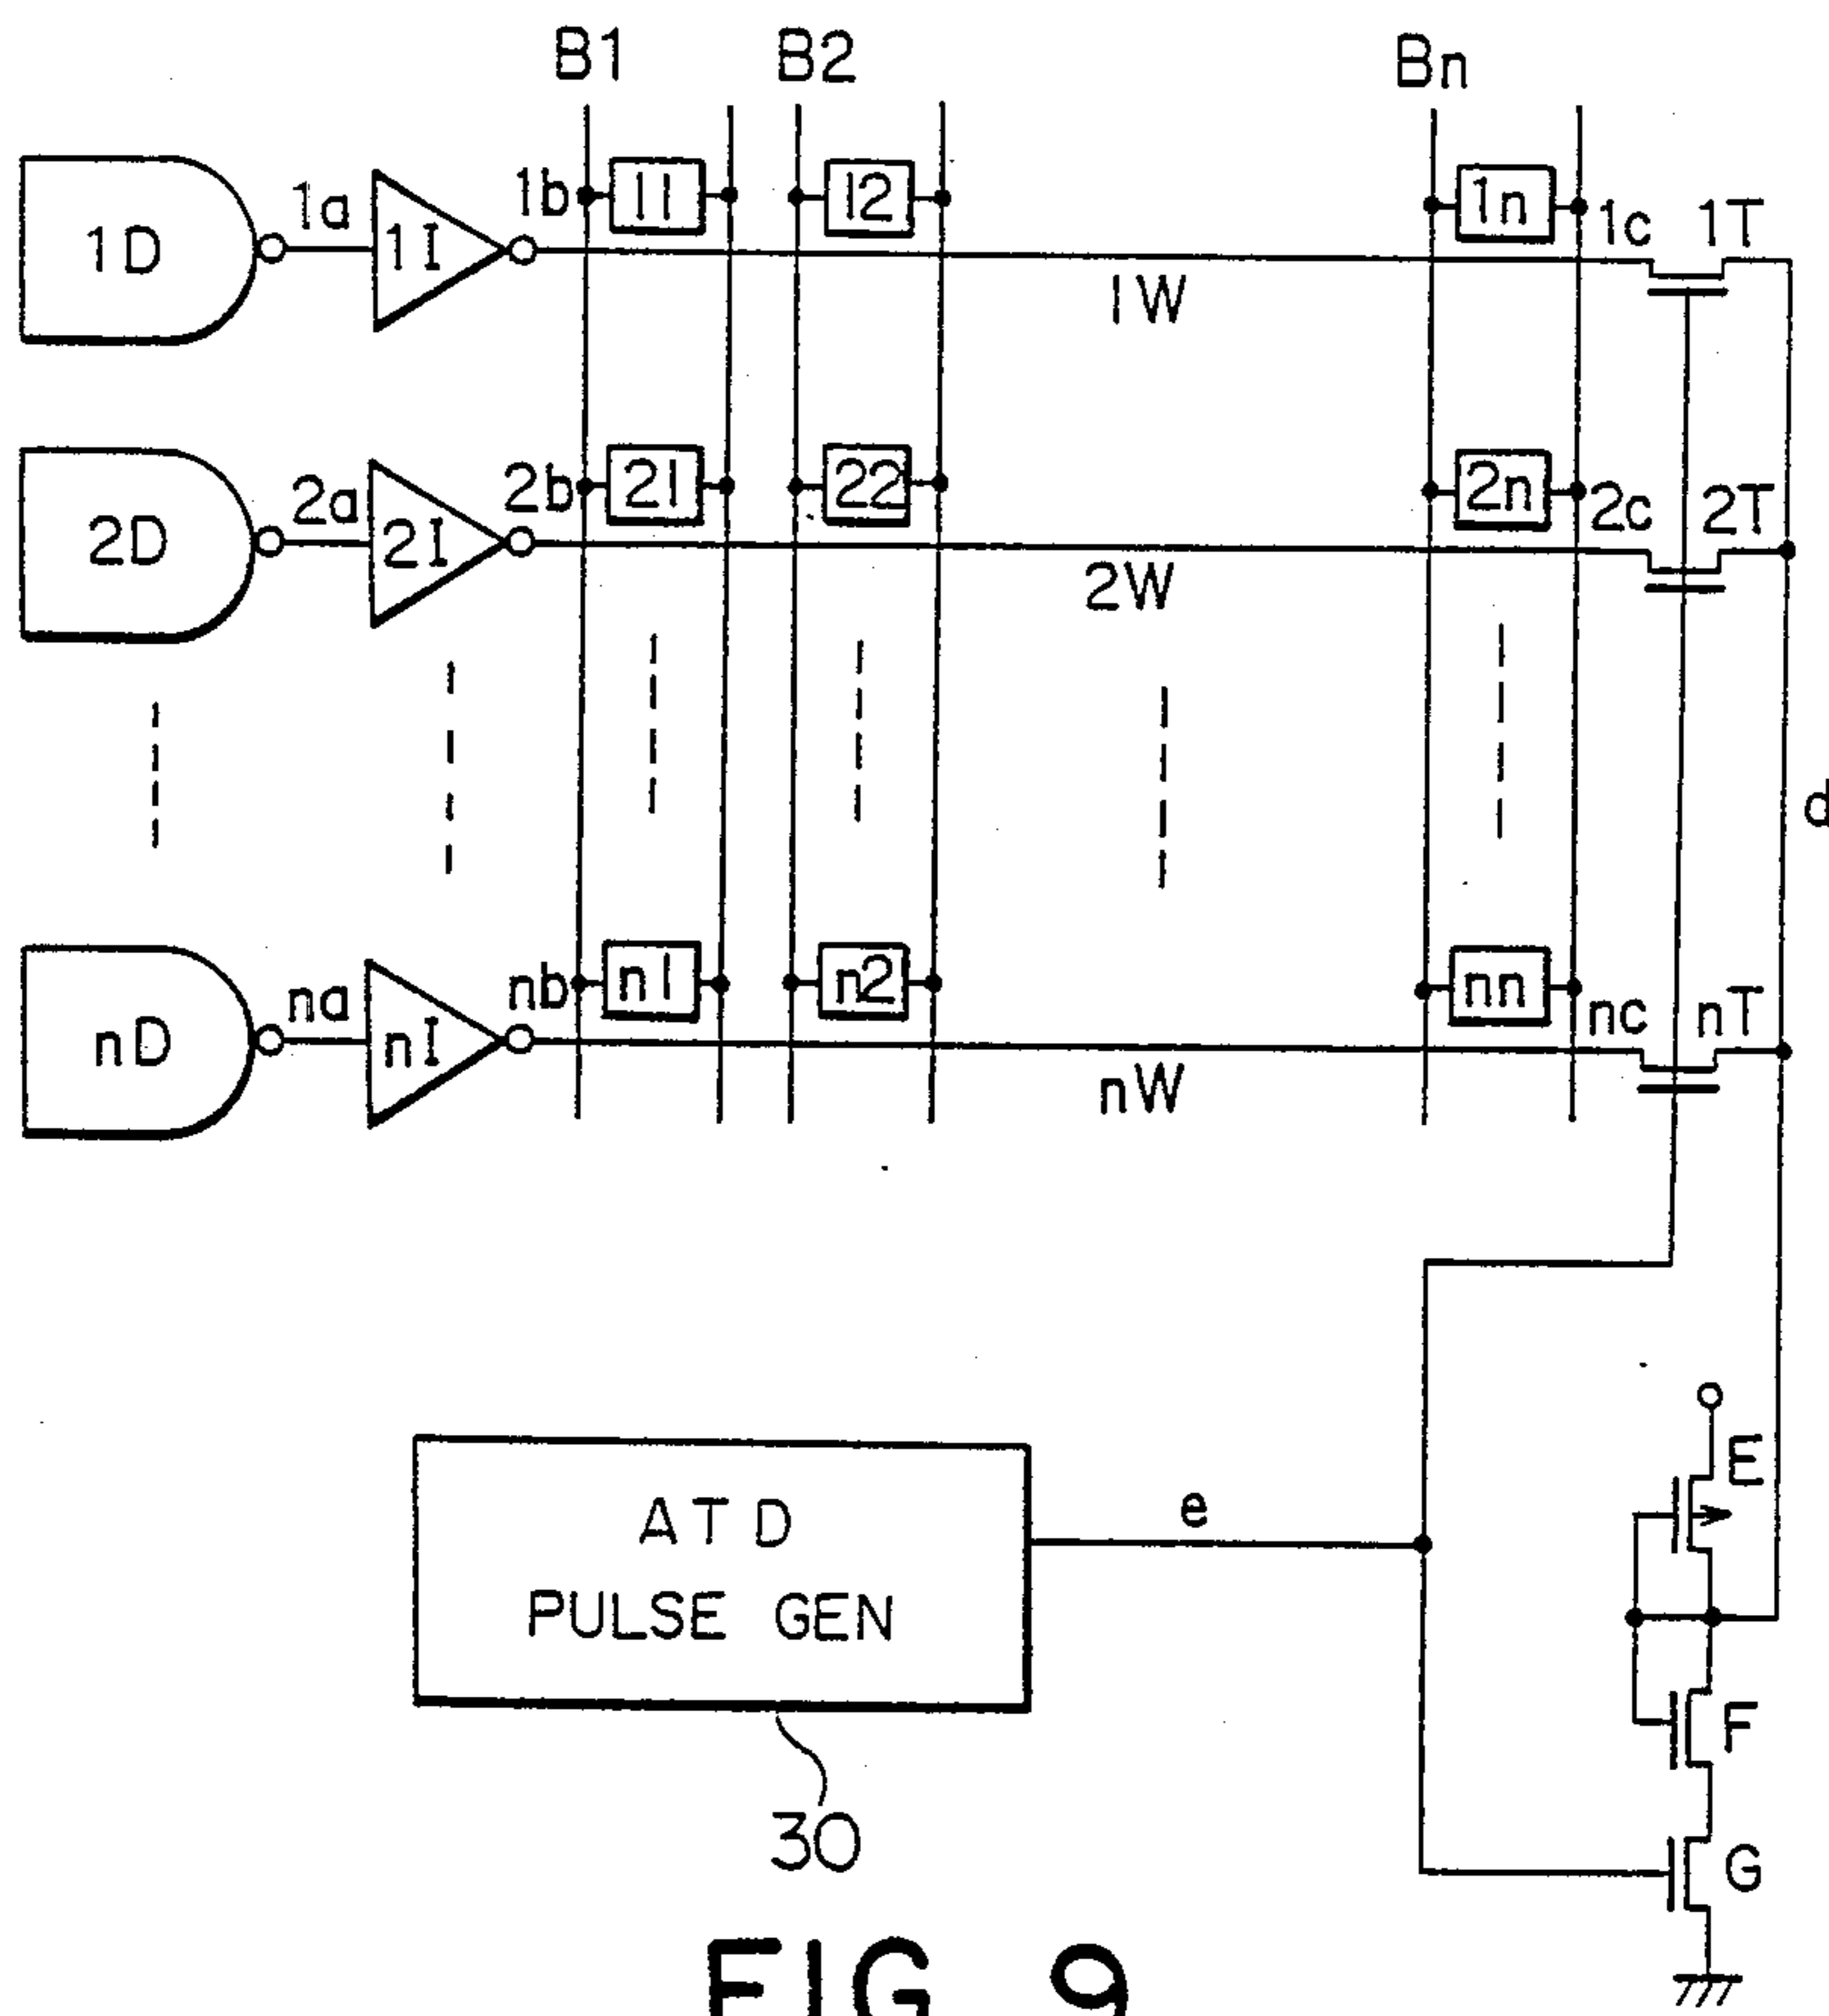 B1 B2 Bn
1D 1a 1I 1b 11 12 1n 1c 1T
1W
2D 2a 2I 2b 21 22 2n 2c 2T
2W
d
nD na nI nb n1 n2 nn nc nT
nW
E
ATD
PULSE GEN
e
F
30
G
FIG. 9